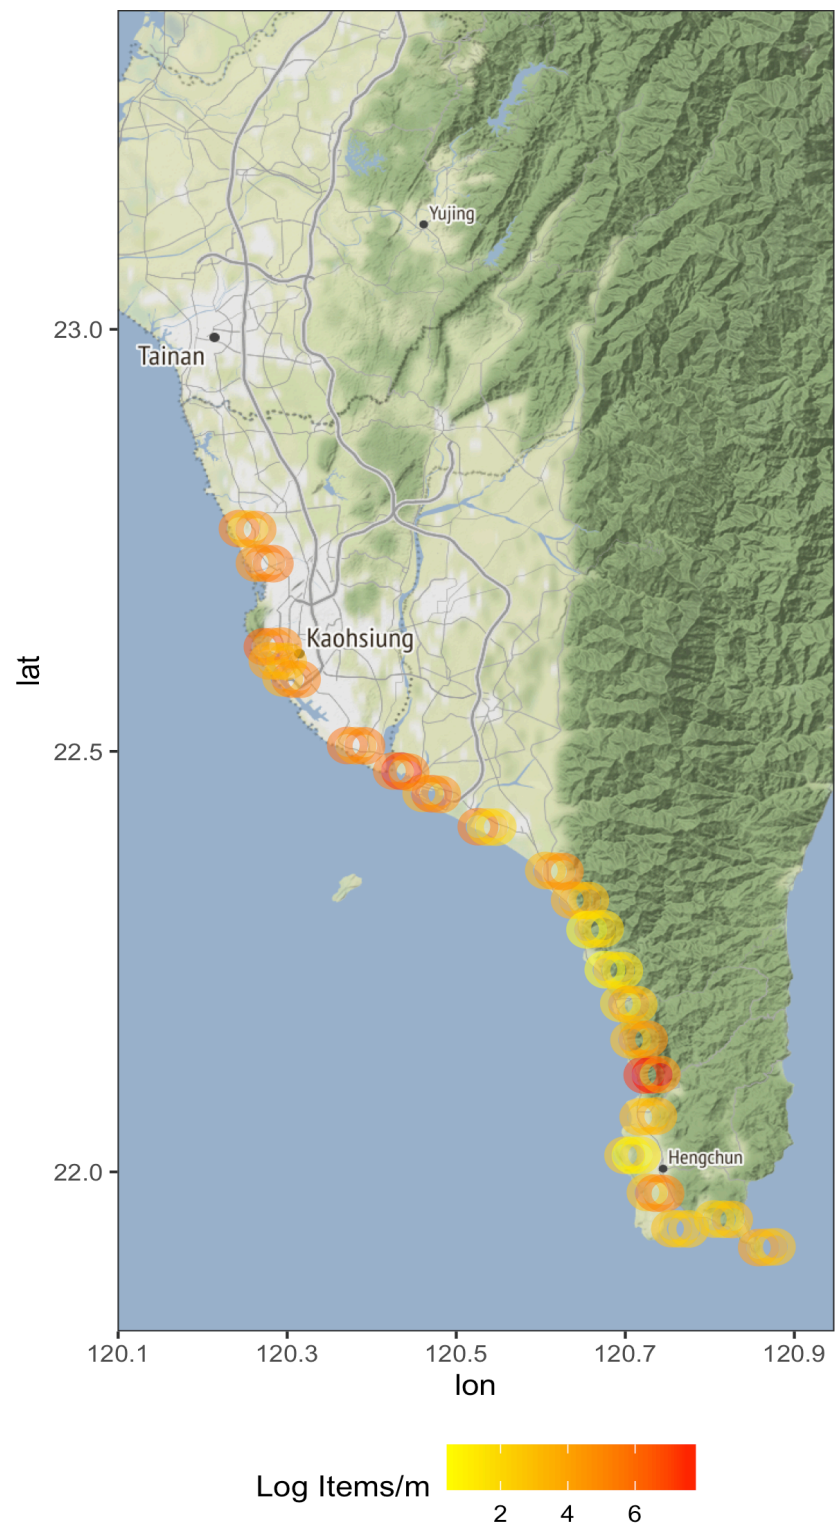 Yujing
23.0
Tainan
Kaohsiung
lat
22.5
22.0
Hengchun
120.1 120.3 120.5 120.7 120.9
lon
Log Items/m
2 4 6